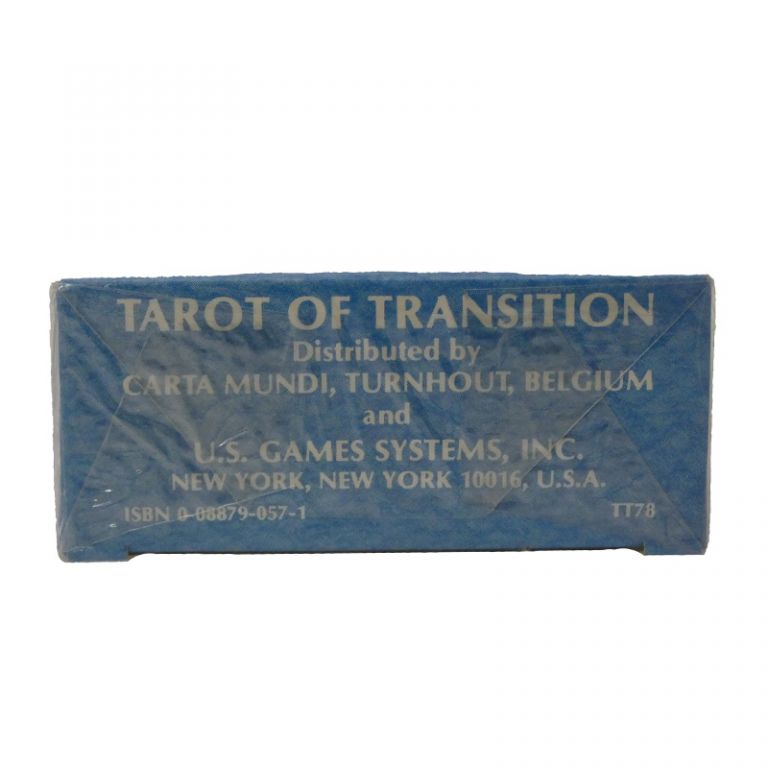 TAROT OF TRANSITION
Distributed by
CARTA MUNDI, TURNHOUT, BELGIUM
and
U.S. GAMES SYSTEMS, INC.
NEW YORK, NEW YORK 10016, U.S.A.
ISBN 0-08879-057-1 TT78